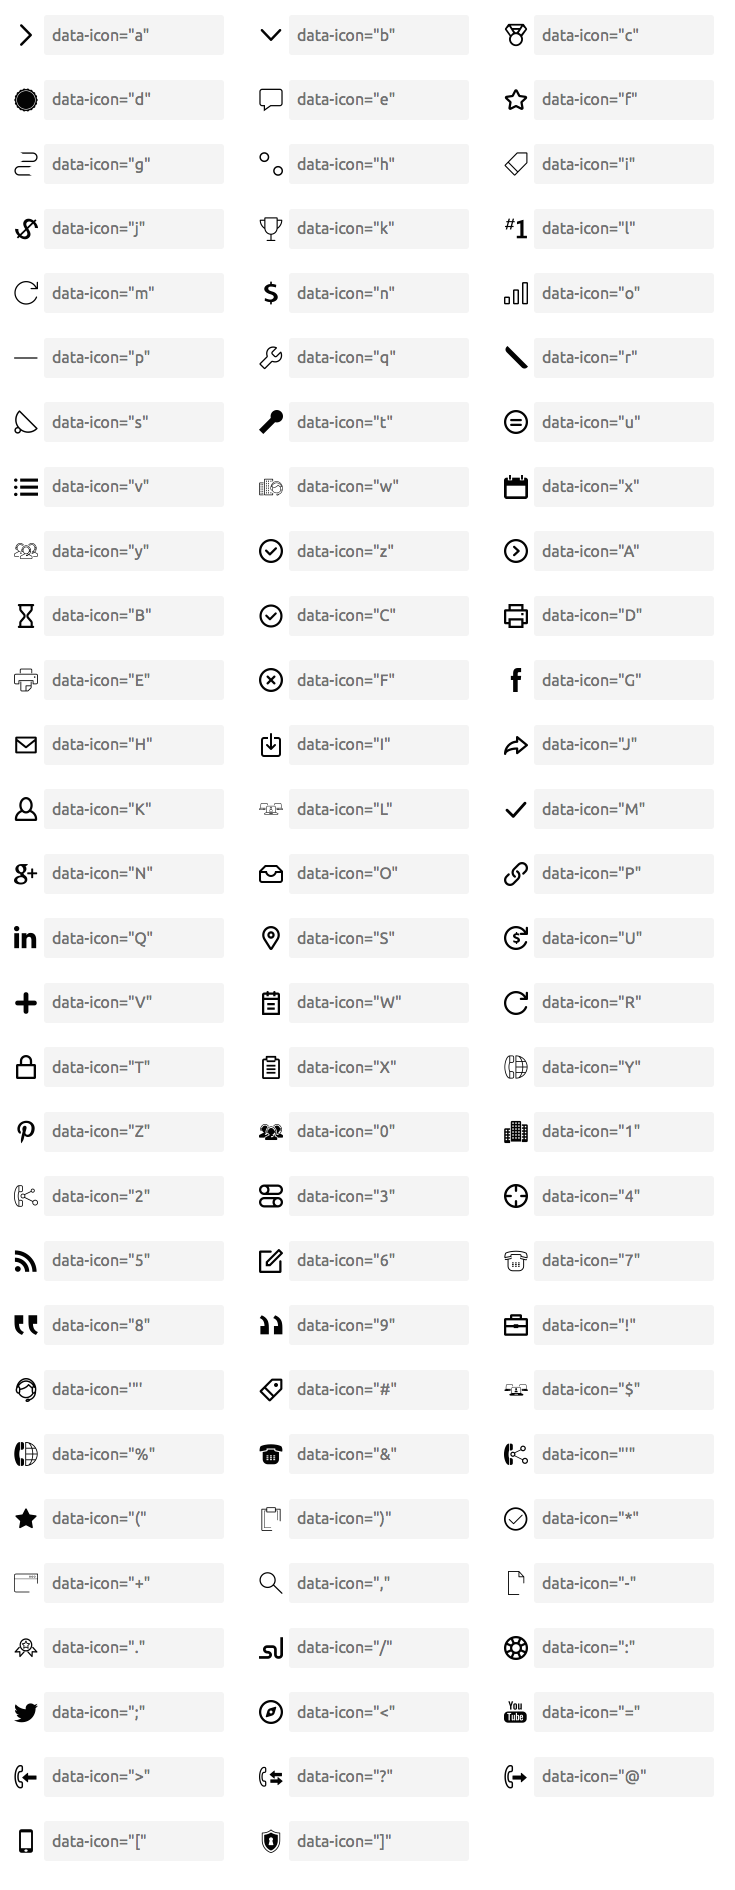 data-icon="a" data-icon="b" data-icon="c"
data-icon="d" data-icon="e" data-icon="f"
data-icon="g" data-icon="h" data-icon="i"
$ data-icon="j" data-icon="k" #1 data-icon="l"
data-icon="m" $ data-icon="n" data-icon="o"
data-icon="p" data-icon="q" data-icon="r"
data-icon="s" data-icon="t" data-icon="u"
data-icon="v" data-icon="w" data-icon="x"
data-icon="y" data-icon="z" data-icon="A"
data-icon="B" data-icon="C" data-icon="D"
data-icon="E" data-icon="F" f data-icon="G"
data-icon="H" data-icon="I" data-icon="J"
data-icon="K" data-icon="L" data-icon="M"
g+ data-icon="N" data-icon="O" data-icon="P"
in data-icon="Q" data-icon="S" $ data-icon="U"
data-icon="V" data-icon="W" data-icon="R"
data-icon="T" data-icon="X" data-icon="Y"
data-icon="Z" data-icon="0" data-icon="1"
data-icon="2" data-icon="3" data-icon="4"
data-icon="5" data-icon="6" data-icon="7"
data-icon="8" data-icon="9" data-icon="!"
data-icon='"' data-icon="#" data-icon="$"
data-icon="%" data-icon="&" data-icon="'"
data-icon="(" data-icon=")" data-icon="*"
data-icon="+" data-icon="," data-icon="-"
data-icon="." data-icon="/" data-icon=":"
data-icon=";" data-icon="<" You Tube data-icon="="
data-icon=">" data-icon="?" data-icon="@"
data-icon="[" data-icon="]"